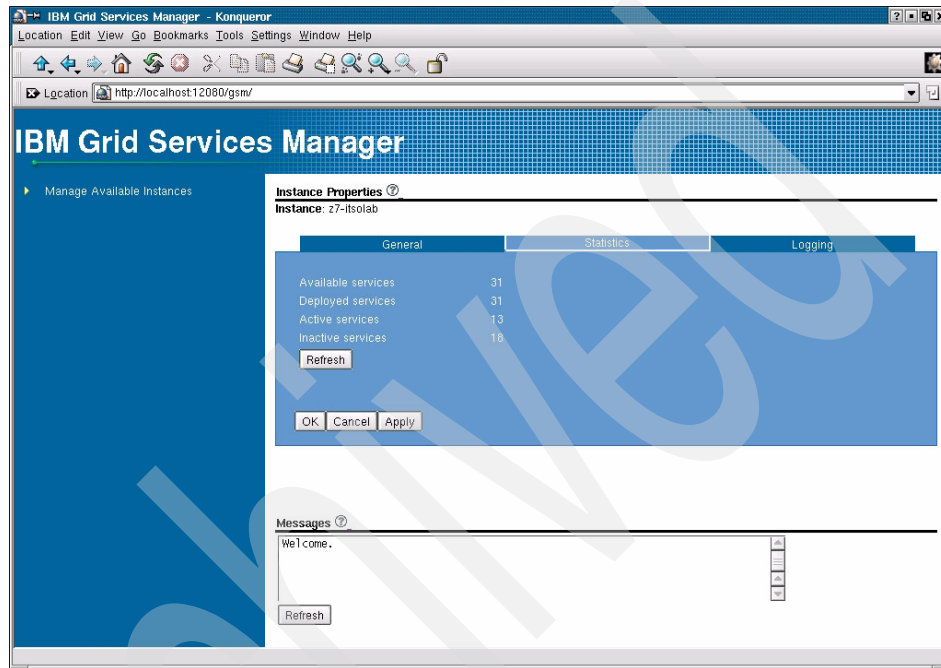 IBM Grid Services Manager - Konqueror
Location Edit View Go Bookmarks Tools Settings Window Help
Location http://localhost:12080/gsm/
IBM Grid Services Manager
Manage Available Instances
Instance Properties ?
Instance: z7-itsolab
General Statistics Logging
Available services 31
Deployed services 31
Active services 13
Inactive services 18
Refresh
OK Cancel Apply
Messages ?
Welcome.
Refresh